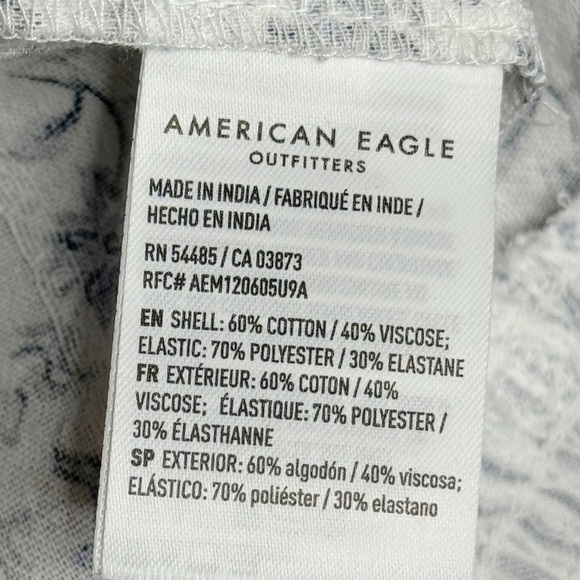 AMERICAN EAGLE
OUTFITTERS
MADE IN INDIA / FABRIQUÉ EN INDE /
HECHO EN INDIA
RN 54485 / CA 03873
RFC# AEM120605U9A
EN SHELL: 60% COTTON / 40% VISCOSE;
ELASTIC: 70% POLYESTER / 30% ELASTANE
FR EXTÉRIEUR: 60% COTON / 40%
VISCOSE; ÉLASTIQUE: 70% POLYESTER /
30% ÉLASTHANNE
SP EXTERIOR: 60% algodón / 40% viscosa;
ELÁSTICO: 70% poliéster / 30% elastano